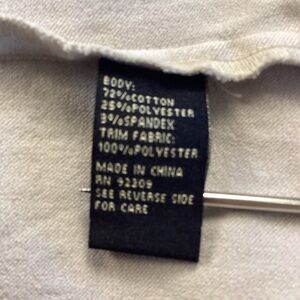 BODY:
72%COTTON
25%POLYESTER
3%SPANDEX
TRIM FABRIC:
100%POLYESTER
MADE IN CHINA
RN 92209
SEE REVERSE SIDE
FOR CARE